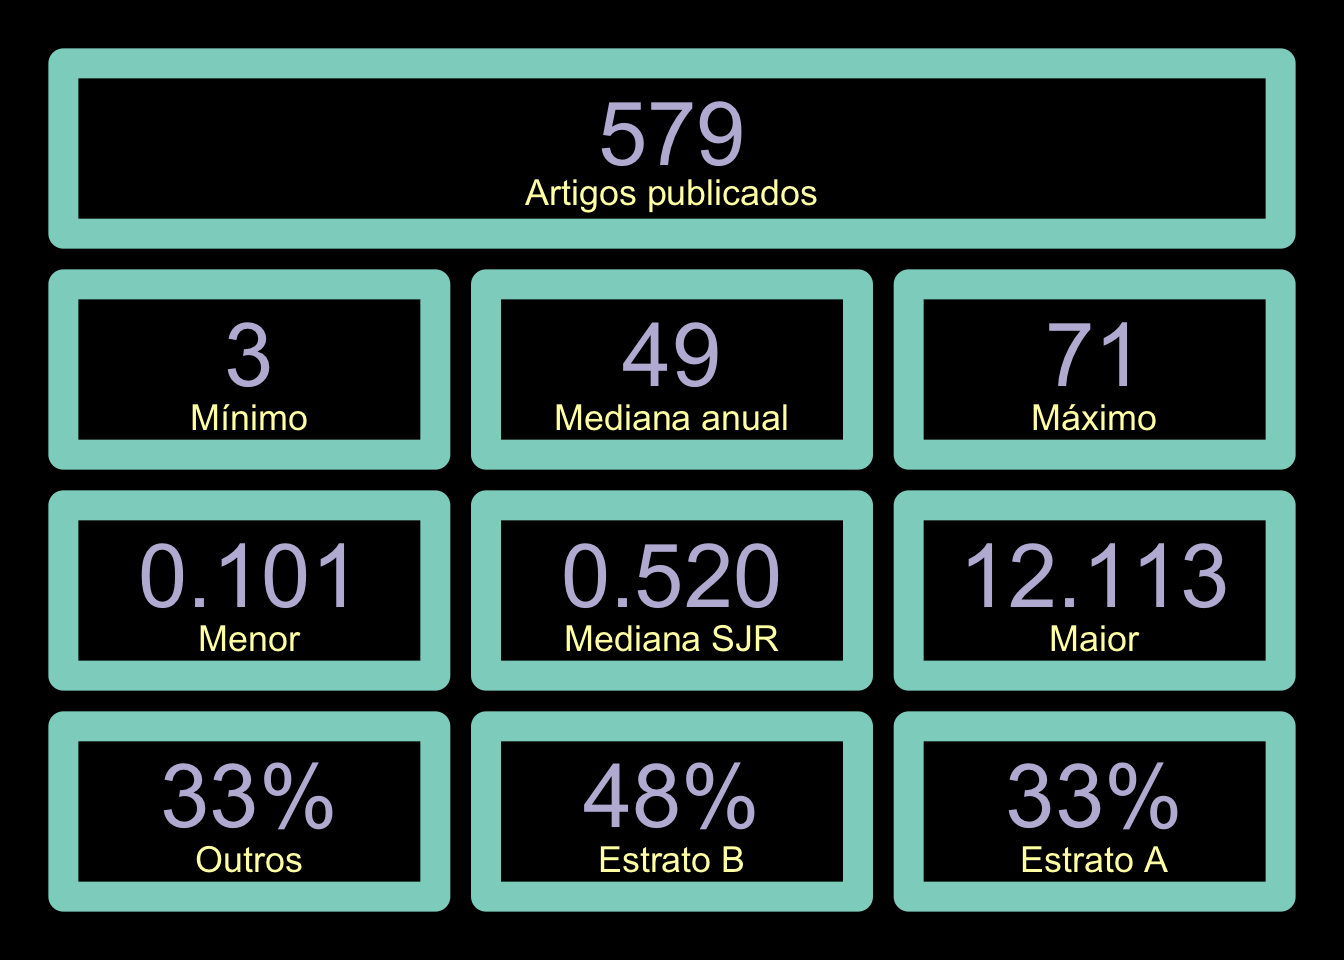 579
Artigos publicados
3
Mínimo
49
Mediana anual
71
Máximo
0.101
Menor
0.520
Mediana SJR
12.113
Maior
33%
Outros
48%
Estrato B
33%
Estrato A